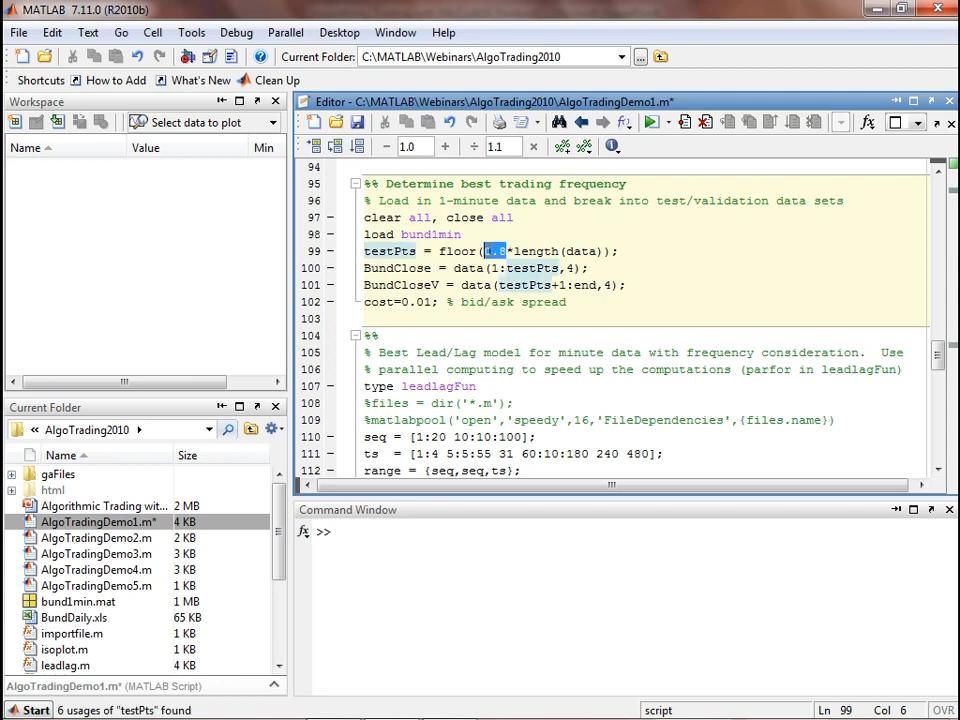 MATLAB 7.11.0 (R2010b)
File Edit Text Go Cell Tools Debug Parallel Desktop Window Help
Current Folder: C:\MATLAB\Webinars\AlgoTrading2010
Shortcuts How to Add What's New Clean Up
Workspace
Select data to plot
Name Value Min
Editor - C:\MATLAB\Webinars\AlgoTrading2010\AlgoTradingDemo1.m*
1.0 1.1
94
95 %% Determine best trading frequency
96 % Load in 1-minute data and break into test/validation data sets
97 clear all, close all
98 load bund1min
99 testPts = floor(0.8*length(data));
100 BundClose = data(1:testPts,4);
101 BundCloseV = data(testPts+1:end,4);
102 cost=0.01; % bid/ask spread
103
104 %%
105 % Best Lead/Lag model for minute data with frequency consideration. Use
106 % parallel computing to speed up the computations (parfor in leadlagFun)
107 type leadlagFun
108 %files = dir('*.m');
109 %matlabpool('open','speedy',16,'FileDependencies',{files.name})
110 seq = [1:20 10:10:100];
111 ts = [1:4 5:5:55 31 60:10:180 240 480];
112 range = {seq,seq,ts};
Current Folder
« AlgoTrading2010
Name Size
gaFiles
html
Algorithmic Trading wit... 2 MB
AlgoTradingDemo1.m* 4 KB
AlgoTradingDemo2.m 2 KB
AlgoTradingDemo3.m 3 KB
AlgoTradingDemo4.m 3 KB
AlgoTradingDemo5.m 1 KB
bund1min.mat 1 MB
BundDaily.xls 65 KB
importfile.m 1 KB
isoplot.m 1 KB
leadlag.m 4 KB
AlgoTradingDemo1.m* (MATLAB Script)
Command Window
fx >>
Start 6 usages of "testPts" found script Ln 99 Col 6 OVR